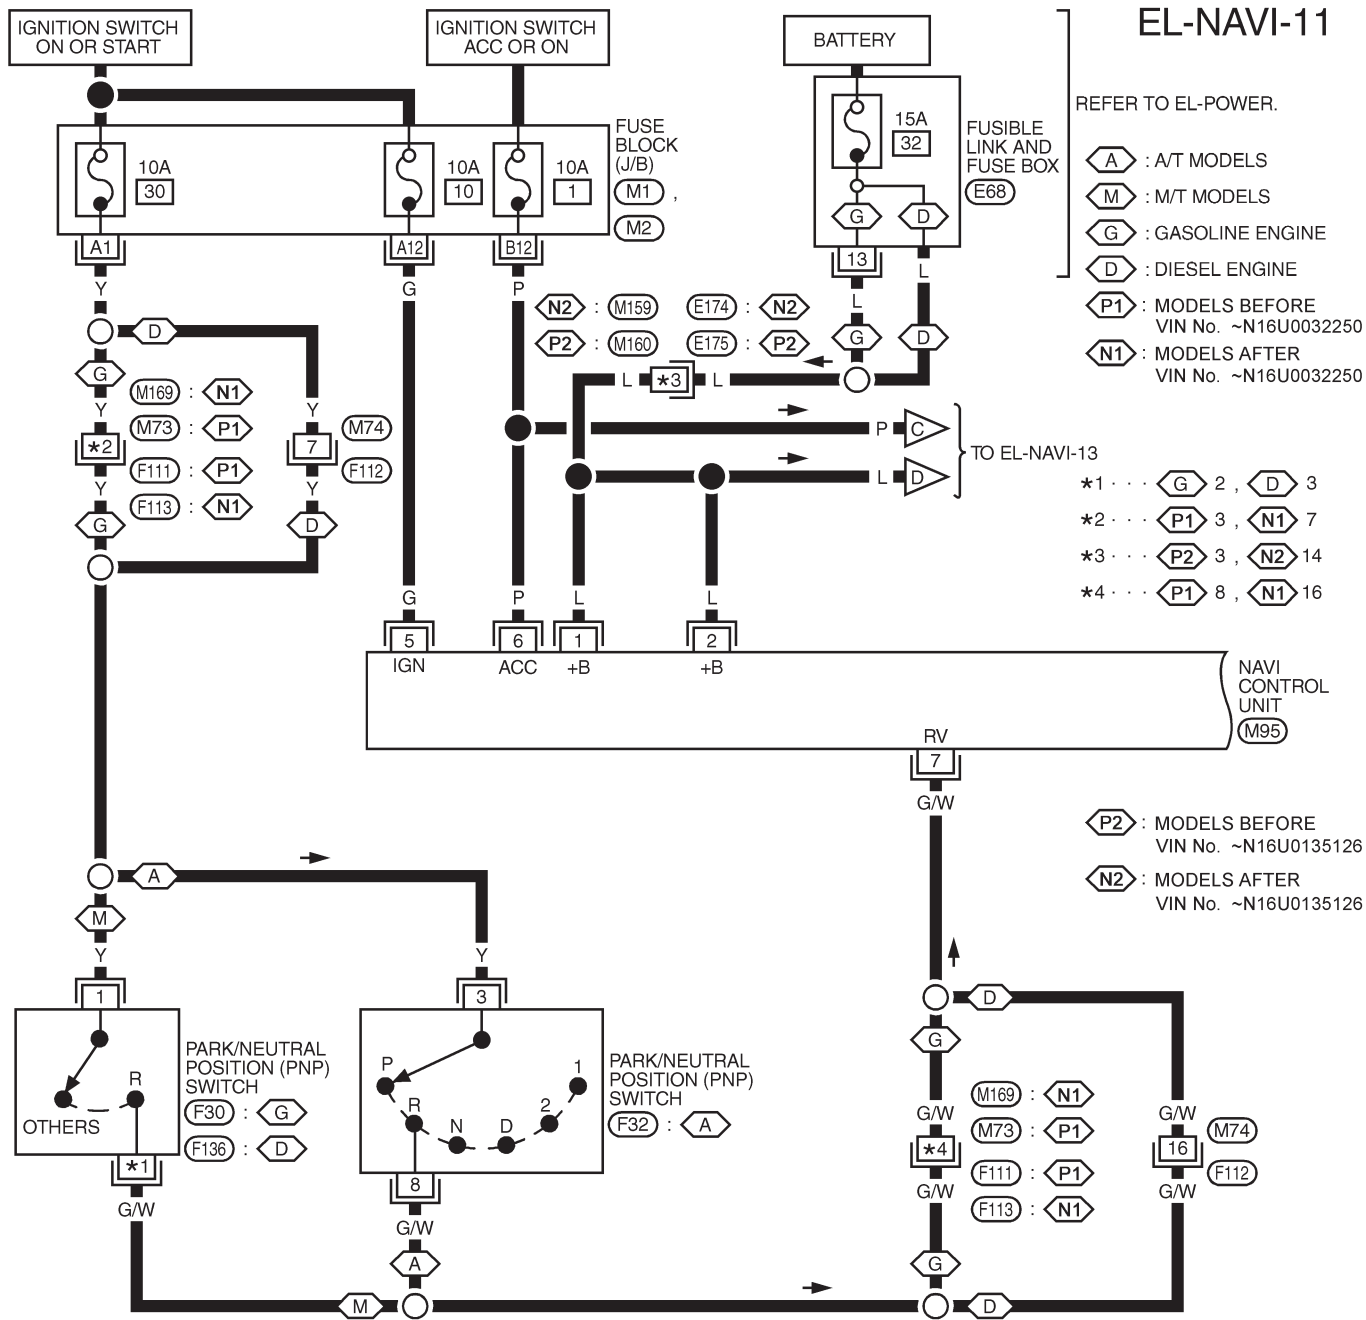 IGNITION SWITCH
ON OR START
IGNITION SWITCH
ACC OR ON
BATTERY
EL-NAVI-11
REFER TO EL-POWER.
FUSE
BLOCK
(J/B)
M1 ,
M2
10A
30
10A
10
10A
1
15A
32
FUSIBLE
LINK AND
FUSE BOX
E68
G
D
A : A/T MODELS
M : M/T MODELS
G : GASOLINE ENGINE
D : DIESEL ENGINE
P1 : MODELS BEFORE
VIN No. ~N16U0032250
N1 : MODELS AFTER
VIN No. ~N16U0032250
A1
A12
B12
13
Y
G
P
L
L
D
G
N2 : M159
E174 : N2
P2 : M160
E175 : P2
G
D
L
*3
L
M169 : N1
M73 : P1
F111 : P1
F113 : N1
Y
*2
Y
G
Y
7
Y
D
M74
F112
P
C
L
D
TO EL-NAVI-13
*1 · · · G 2 , D 3
*2 · · · P1 3 , N1 7
*3 · · · P2 3 , N2 14
*4 · · · P1 8 , N1 16
G
P
L
L
5
6
1
2
IGN
ACC
+B
+B
NAVI
CONTROL
UNIT
M95
RV
7
G/W
P2 : MODELS BEFORE
VIN No. ~N16U0135126
N2 : MODELS AFTER
VIN No. ~N16U0135126
A
M
Y
Y
1
3
D
G
OTHERS
R
PARK/NEUTRAL
POSITION (PNP)
SWITCH
F30 : G
F136 : D
P
R
N
D
2
1
PARK/NEUTRAL
POSITION (PNP)
SWITCH
F32 : A
*1
G/W
8
G/W
A
M
G/W
*4
G/W
G
M169 : N1
M73 : P1
F111 : P1
F113 : N1
G/W
16
G/W
M74
F112
D